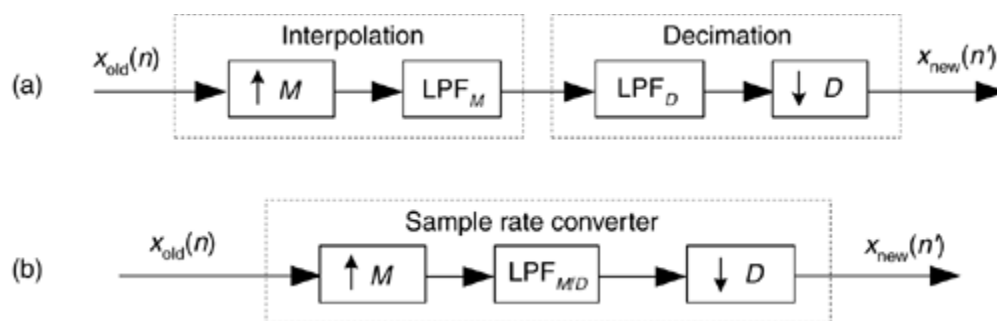 Interpolation Decimation
x_old(n) x_new(n')
(a) ↑ M LPF_M LPF_D ↓ D
Sample rate converter
x_old(n) x_new(n')
(b) ↑ M LPF_M/D ↓ D